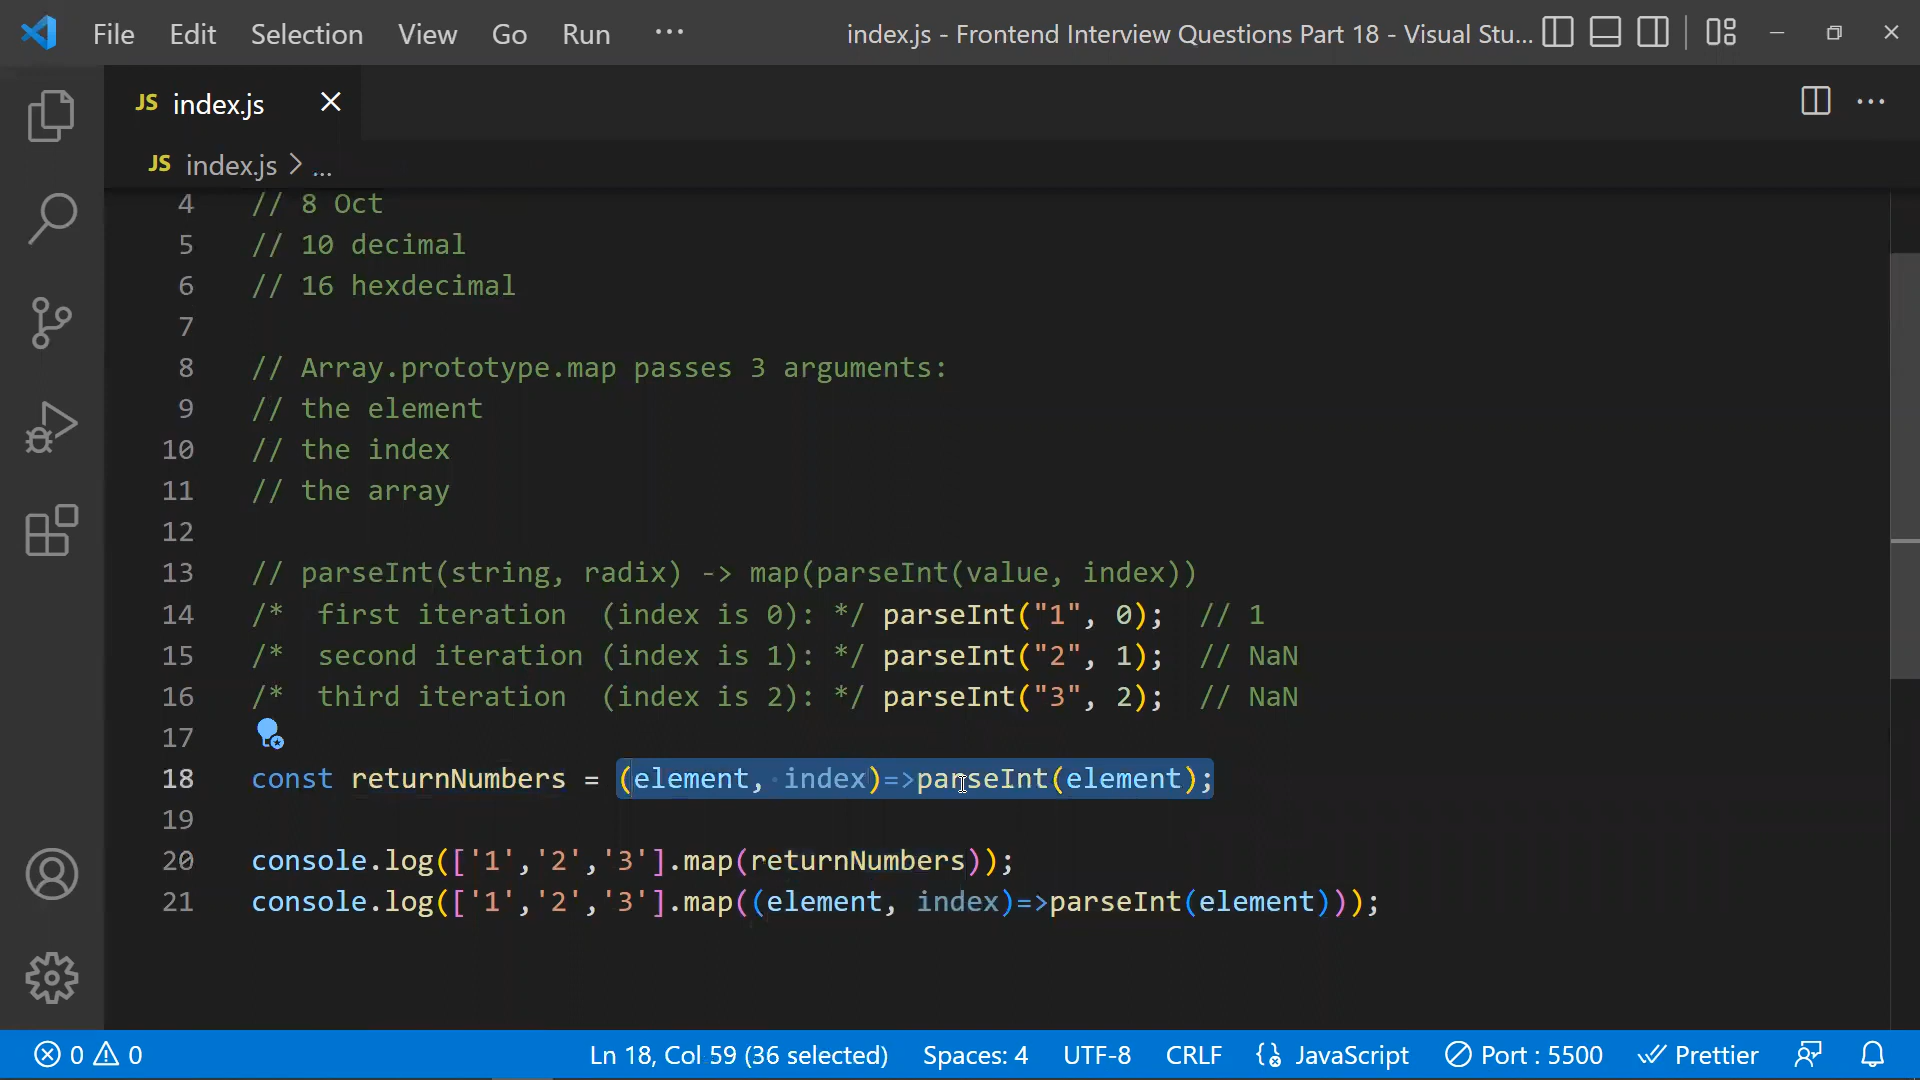 File Edit Selection View Go Run ··· index.js - Frontend Interview Questions Part 18 - Visual Stu...
JS index.js
JS index.js > ...
4 // 8 Oct
5 // 10 decimal
6 // 16 hexdecimal
7
8 // Array.prototype.map passes 3 arguments:
9 // the element
10 // the index
11 // the array
12
13 // parseInt(string, radix) -> map(parseInt(value, index))
14 /*  first iteration  (index is 0): */ parseInt("1", 0);  // 1
15 /*  second iteration (index is 1): */ parseInt("2", 1);  // NaN
16 /*  third iteration  (index is 2): */ parseInt("3", 2);  // NaN
17
18 const returnNumbers = (element, index)=>parseInt(element);
19
20 console.log(['1','2','3'].map(returnNumbers));
21 console.log(['1','2','3'].map((element, index)=>parseInt(element)));
0 0 Ln 18, Col 59 (36 selected) Spaces: 4 UTF-8 CRLF JavaScript Port : 5500 Prettier